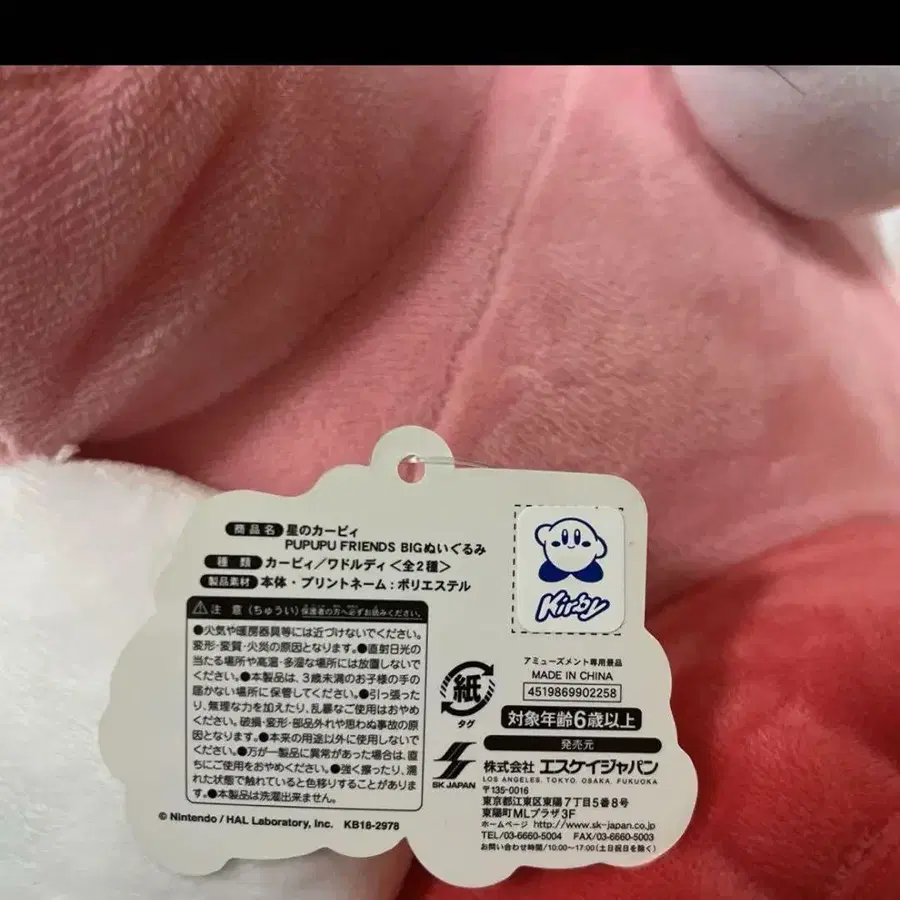 商品名 星のカービィ
PUPUPU FRIENDS BIGぬいぐるみ
種類 カービィ／ワドルディ＜全2種＞
製品素材 本体・プリントネーム：ポリエステル
注意（ちゅうい）保護者の方へ必ずお読みください。
●火気や暖房器具等には近づけないでください。
変形・変質・火災の原因となります。●直射日光の
当たる場所や高温・多湿な場所には放置しないで
ください。●本製品は、3歳未満のお子様の手の
届かない場所に保管してください。●引っ張った
り、無理な力を加えたり、乱暴なご使用はおやめ
ください。破損・変形・部品外れや思わぬ事故の原
因となります。●本来の用途以外に使用しないで
ください。●万が一製品に異常があった場合は、直
ちにご使用をおやめください。●強く擦ったり、濡
れた状態で触れていると色移りすることがありま
す。●本製品は洗濯出来ません。
© Nintendo / HAL Laboratory, Inc. KB18-2978
Kirby
紙
タグ
SK JAPAN
アミューズメント専用景品
MADE IN CHINA
4519869902258
対象年齢6歳以上
発売元
株式会社 エスケイジャパン
LOS ANGELES. TOKYO. OSAKA. FUKUOKA
〒135-0016
東京都江東区東陽7丁目5番8号
東陽町MLプラザ3F
ホームページ http://www.sk-japan.co.jp
TEL/03-6660-5004 FAX/03-6660-5003
お問い合わせ時間/10:00~17:00(土日祝日を除く)